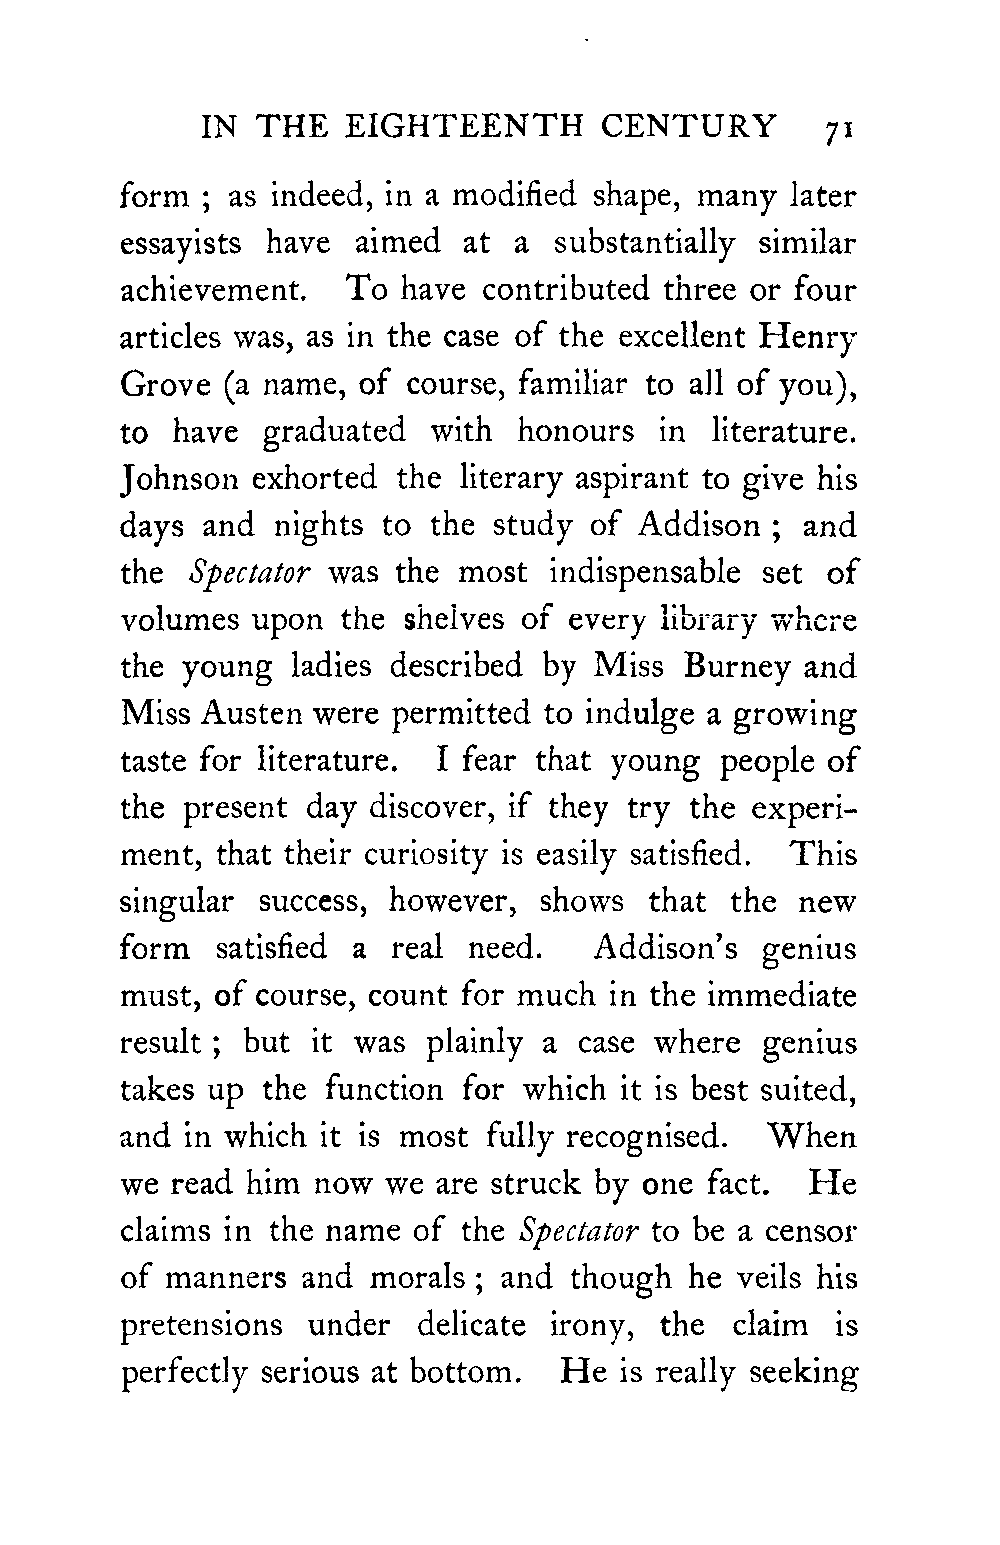 IN THE EIGHTEENTH CENTURY 71
form ; as indeed, in a modified shape, many later
essayists have aimed at a substantially similar
achievement. To have contributed three or four
articles was, as in the case of the excellent Henry
Grove (a name, of course, familiar to all of you),
to have graduated with honours in literature.
Johnson exhorted the literary aspirant to give his
days and nights to the study of Addison ; and
the Spectator was the most indispensable set of
volumes upon the shelves of every library where
the young ladies described by Miss Burney and
Miss Austen were permitted to indulge a growing
taste for literature. I fear that young people of
the present day discover, if they try the experi-
ment, that their curiosity is easily satisfied. This
singular success, however, shows that the new
form satisfied a real need. Addison's genius
must, of course, count for much in the immediate
result ; but it was plainly a case where genius
takes up the function for which it is best suited,
and in which it is most fully recognised. When
we read him now we are struck by one fact. He
claims in the name of the Spectator to be a censor
of manners and morals ; and though he veils his
pretensions under delicate irony, the claim is
perfectly serious at bottom. He is really seeking